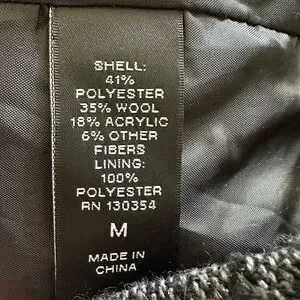 SHELL:
41%
POLYESTER
35% WOOL
18% ACRYLIC
6% OTHER
FIBERS
LINING:
100%
POLYESTER
RN 130354
M
MADE IN
CHINA